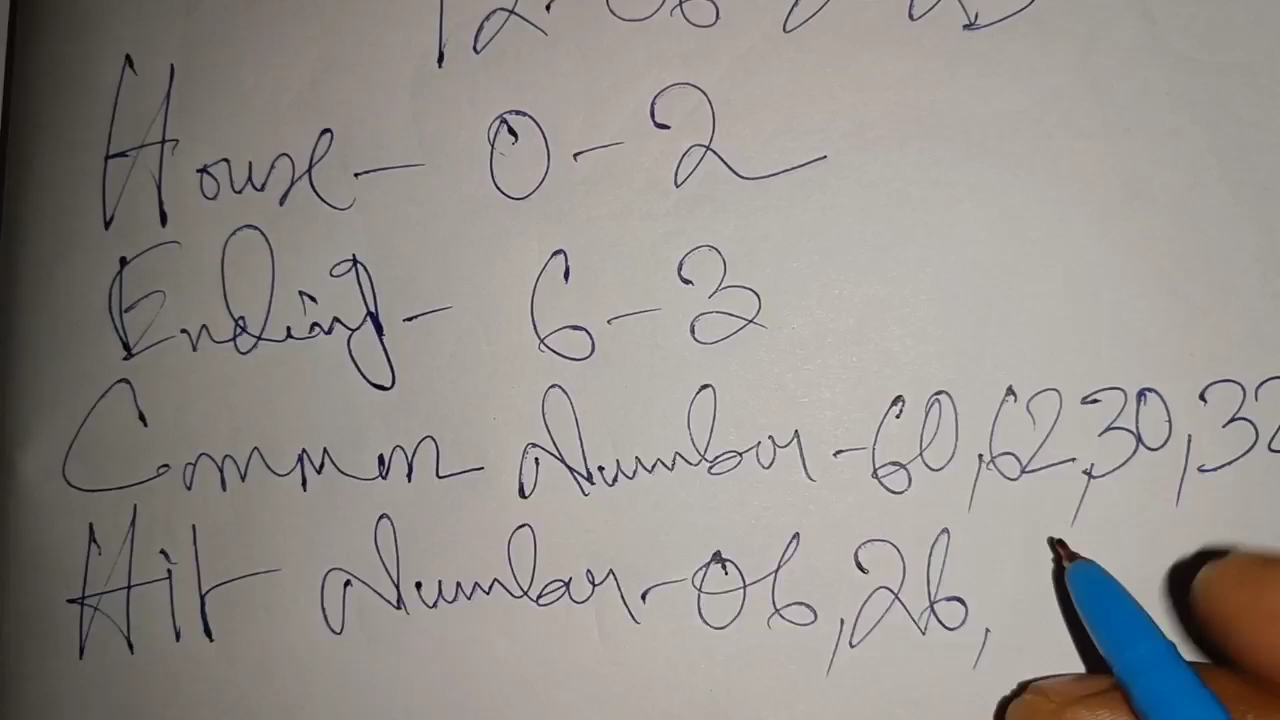 House- 0-2
Ending- 6-3
Common Number-60,62,30,32
Hit Number-06,26,